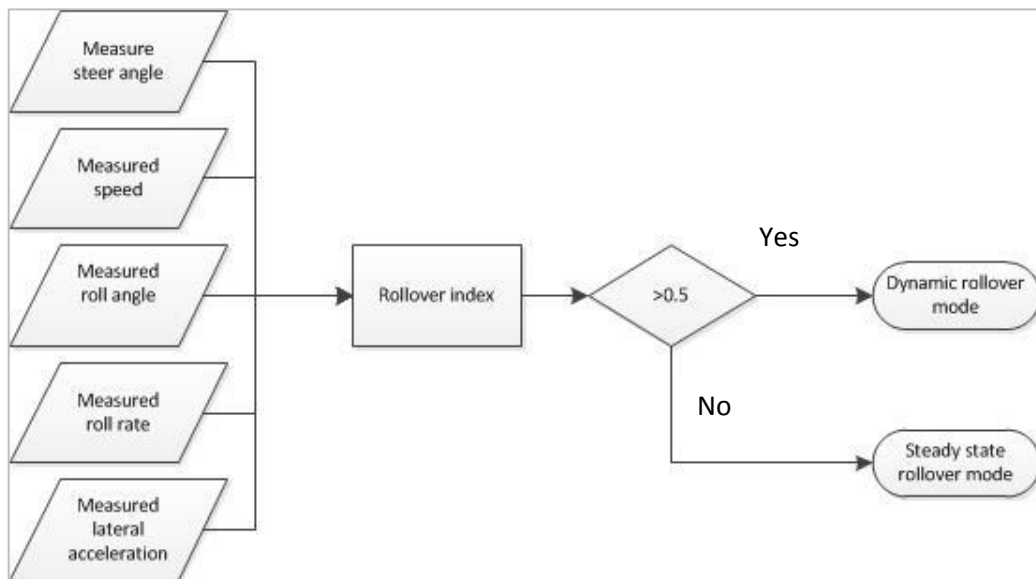 Measure
steer angle
Measured
speed
Measured
roll angle
Measured
roll rate
Measured
lateral
acceleration
Rollover index
>0.5
Yes
No
Dynamic rollover
mode
Steady state
rollover mode